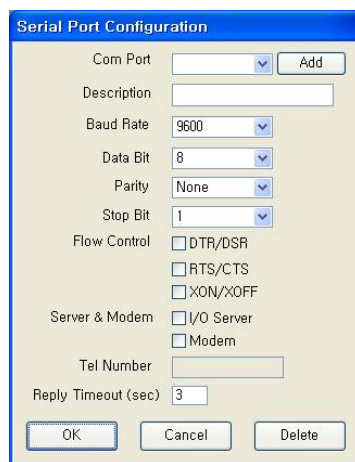 Serial Port Configuration
Com Port Add
Description
Baud Rate 9600
Data Bit 8
Parity None
Stop Bit 1
Flow Control DTR/DSR
RTS/CTS
XON/XOFF
Server & Modem I/O Server
Modem
Tel Number
Reply Timeout (sec) 3
OK Cancel Delete